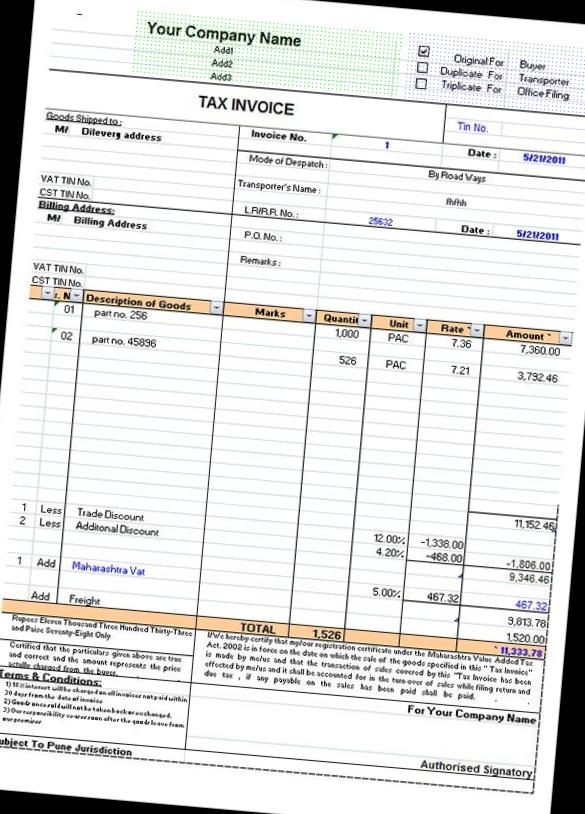 Your Company Name
Add1
Add2
Add3
Original For Buyer
Duplicate For Transporter
Triplicate For Office Filing
TAX INVOICE
Tin No.
Goods Shipped to :
M/ Dilevery address
Invoice No. 1
Date : 5/21/2011
Mode of Despatch : By Road Ways
Transporter's Name : fhfhh
VAT TIN No.
CST TIN No.
L.R/R.R. No. : 25632
Date : 5/21/2011
Billing Address:
M/ Billing Address
P.O. No. :
Remarks :
VAT TIN No.
CST TIN No.
r. N Description of Goods Marks Quantit Unit Rate ` Amount `
01 part no. 256 1,000 PAC 7.36 7,360.00
02 part no. 45896 526 PAC 7.21 3,792.46
11,152.46
1 Less Trade Discount 12.00% -1,338.00
2 Less Additonal Discount 4.20% -468.00 -1,806.00
9,346.46
1 Add Maharashtra Vat 5.00% 467.32 467.32
9,813.78
Add Freight 1,520.00
TOTAL 1,526 ` 11,333.78
Rupees Eleven Thousand Three Hundred Thirty-Three
and Paise Seventy-Eight Only
Certified that the particulars given above are true
and correct and the amount represents the price
actully charged from the buyer.
I/We hereby certify that my/our registration certificate under the Maharashtra Value Added Tax
Act. 2002 is in force on the date on which the sale of the goods specified in this " Tax Invoice"
is made by me/us and that the transaction of sales covered by this "Tax Invoice has been
effected by me/us and it shall be accounted for in the turn over of sales while filing return and
due tax , if any payable on the sales has been paid shall be paid.
Terms & Conditions:
1) 18% interest will be charged on all invoices not paid within
30 days from the date of invoice
2) Goods once sold will not be taken back or exchanged.
3) Our responsibility ceases soon after the goods leave from
our premises
For Your Company Name
Authorised Signatory
ubject To Pune Jurisdiction